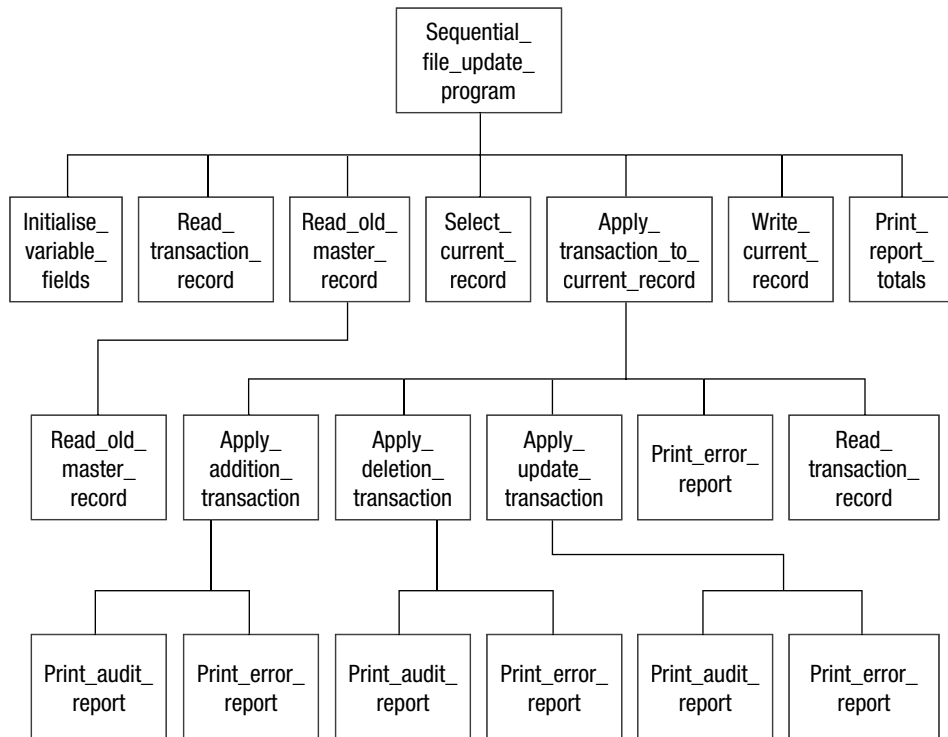 Sequential_
file_update_
program
Initialise_
variable_
fields
Read_
transaction_
record
Read_old_
master_
record
Select_
current_
record
Apply_
transaction_to_
current_record
Write_
current_
record
Print_
report_
totals
Read_old_
master_
record
Apply_
addition_
transaction
Apply_
deletion_
transaction
Apply_
update_
transaction
Print_error_
report
Read_
transaction_
record
Print_audit_
report
Print_error_
report
Print_audit_
report
Print_error_
report
Print_audit_
report
Print_error_
report